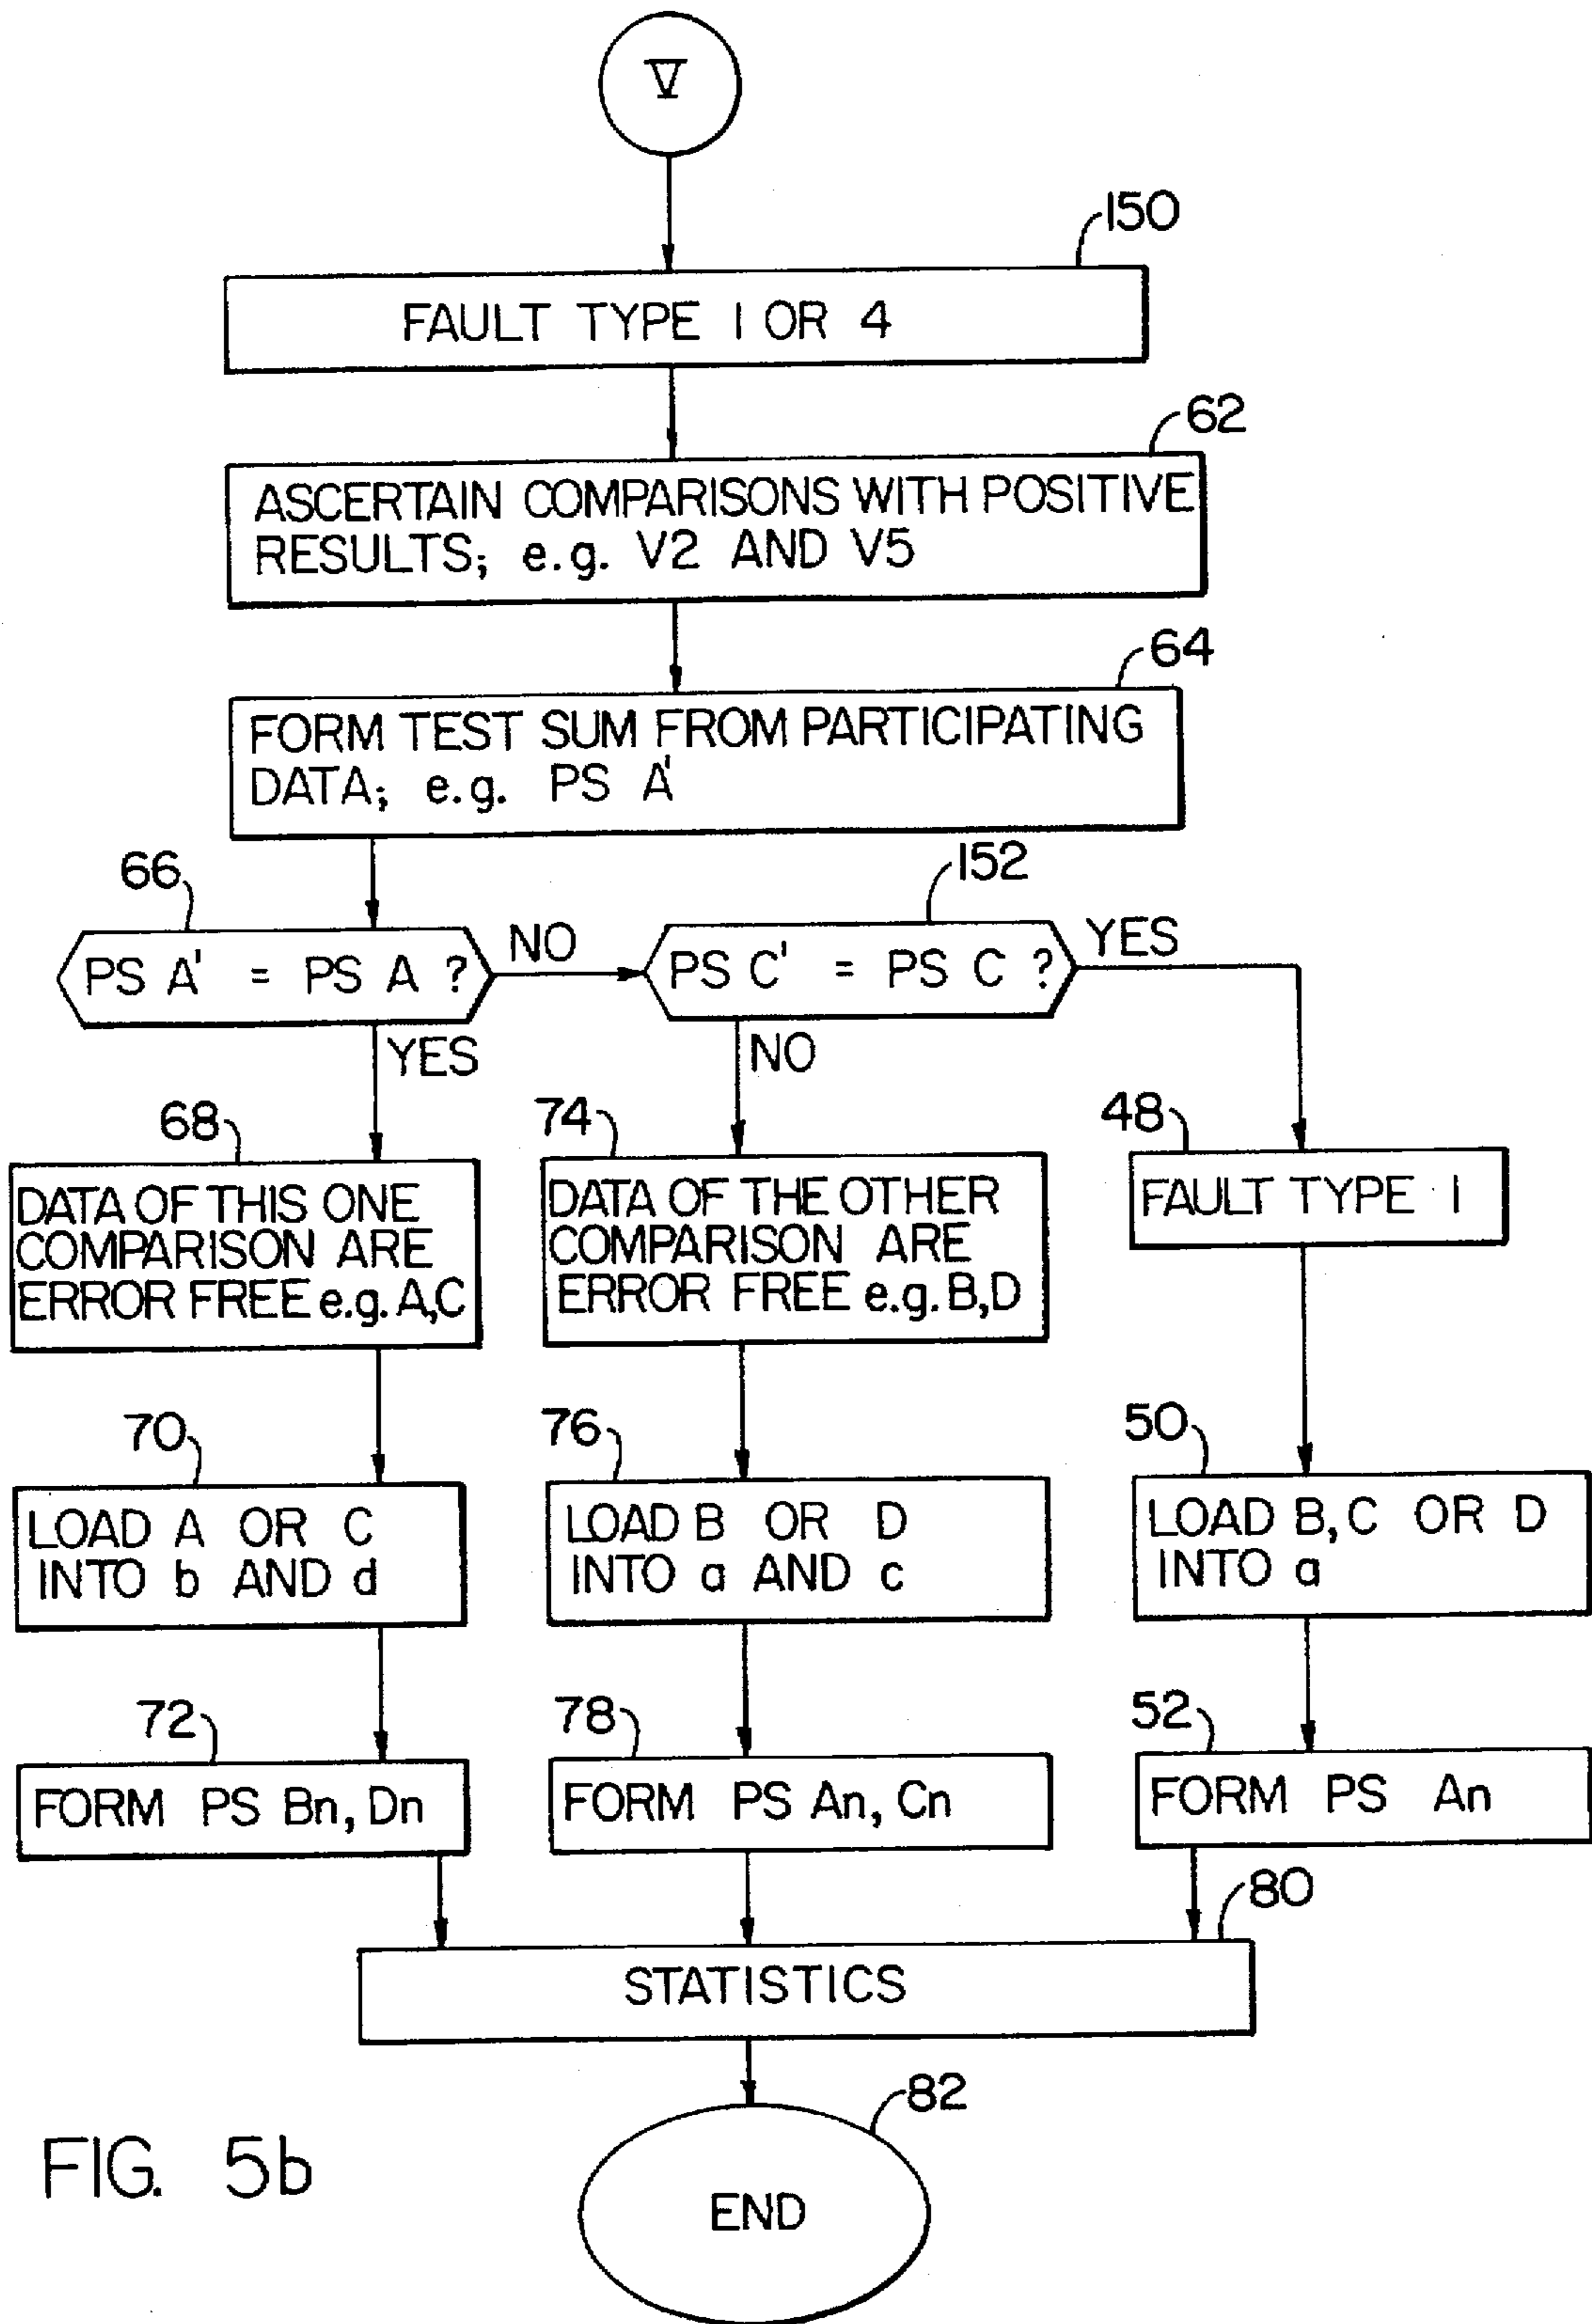 V
150
FAULT TYPE 1 OR 4
62
ASCERTAIN COMPARISONS WITH POSITIVE
RESULTS; e.g. V2 AND V5
64
FORM TEST SUM FROM PARTICIPATING
DATA; e.g. PS A'
66
PS A' = PS A ?
NO
152
PS C' = PS C ?
YES
YES
NO
68
DATA OF THIS ONE
COMPARISON ARE
ERROR FREE e.g. A,C
74
DATA OF THE OTHER
COMPARISON ARE
ERROR FREE e.g. B,D
48
FAULT TYPE 1
70
LOAD A OR C
INTO b AND d
76
LOAD B OR D
INTO a AND c
50
LOAD B, C OR D
INTO a
72
FORM PS Bn, Dn
78
FORM PS An, Cn
52
FORM PS An
80
STATISTICS
82
END
FIG. 5b